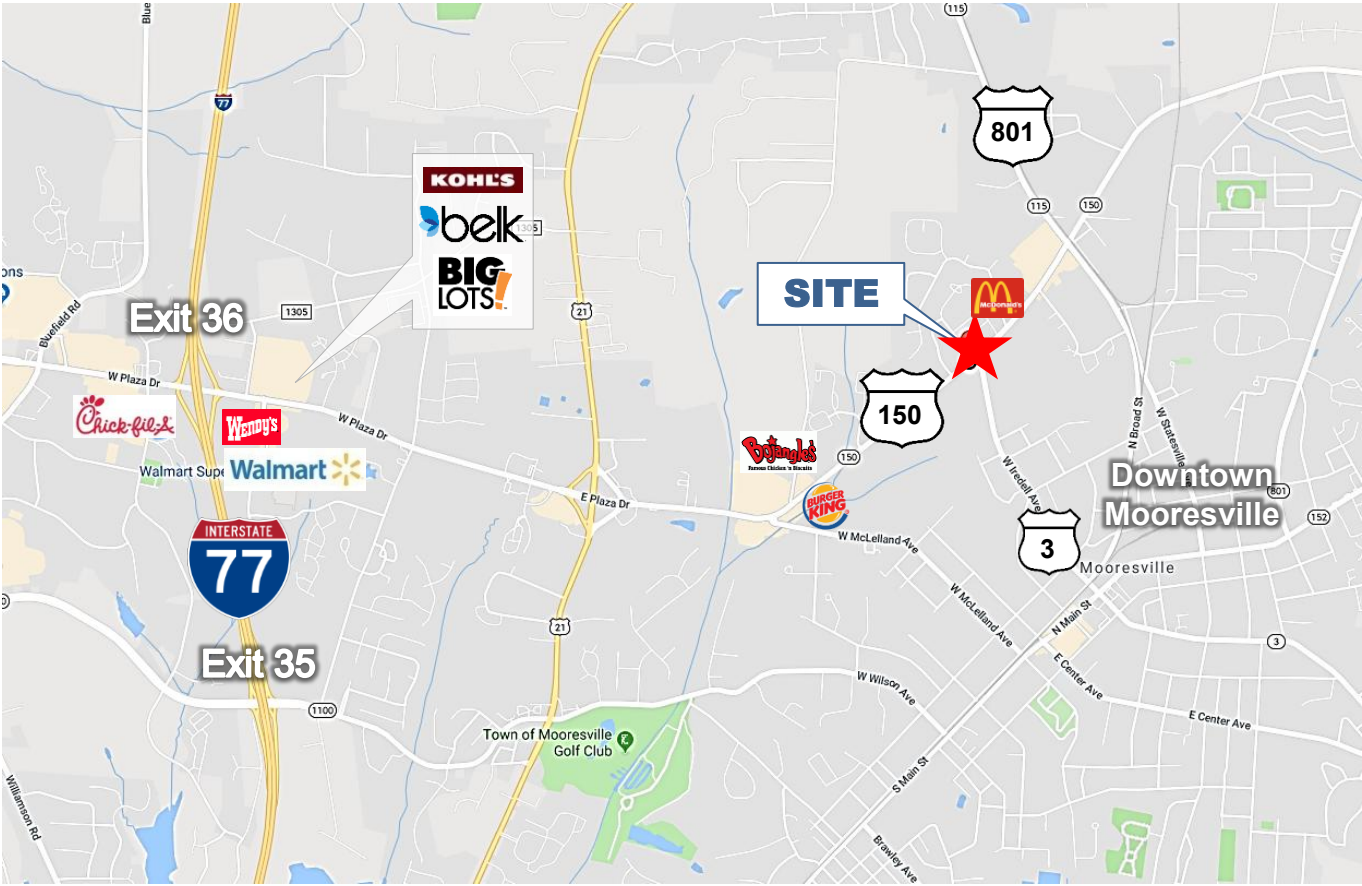 Blue
115
77
801
KOHL'S
belk
1305
BIG
LOTS!
115
150
ons
SITE
McDonald's
Bluefield Rd
Exit 36
1305
21
W Plaza Dr
150
Chick-fil-A
WENDY'S
W Plaza Dr
N Broad St
W Statesville
Bojangles'
Famous Chicken 'n Biscuits
150
Walmart Supe
Walmart
W Iredell Ave
Downtown
Mooresville
801
152
E Plaza Dr
BURGER
KING
W McLelland Ave
INTERSTATE
77
3
Mooresville
W McLelland Ave
N Main St
21
3
Exit 35
E Center Ave
W Wilson Ave
1100
E Center Ave
Town of Mooresville
Golf Club
S Main St
Williamson Rd
Brawley Ave